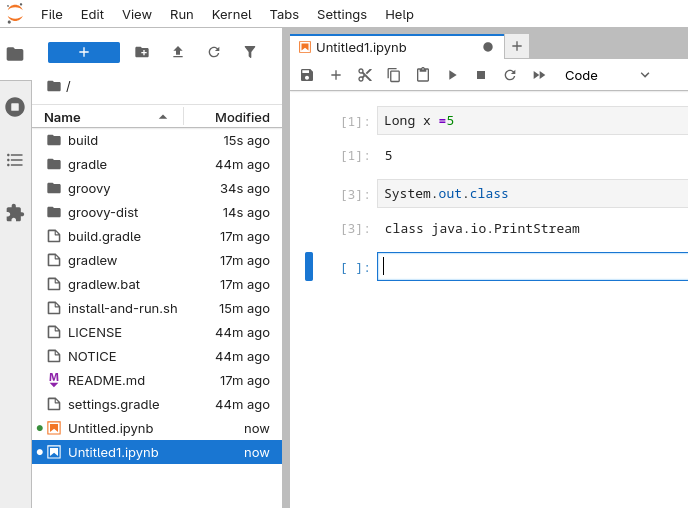 File Edit View Run Kernel Tabs Settings Help
Untitled1.ipynb
Code
/
Name Modified
build 15s ago
gradle 44m ago
groovy 34s ago
groovy-dist 14s ago
build.gradle 17m ago
gradlew 17m ago
gradlew.bat 17m ago
install-and-run.sh 15m ago
LICENSE 44m ago
NOTICE 44m ago
README.md 17m ago
settings.gradle 44m ago
Untitled.ipynb now
Untitled1.ipynb now
[1]: Long x =5
[1]: 5
[3]: System.out.class
[3]: class java.io.PrintStream
[ ]: